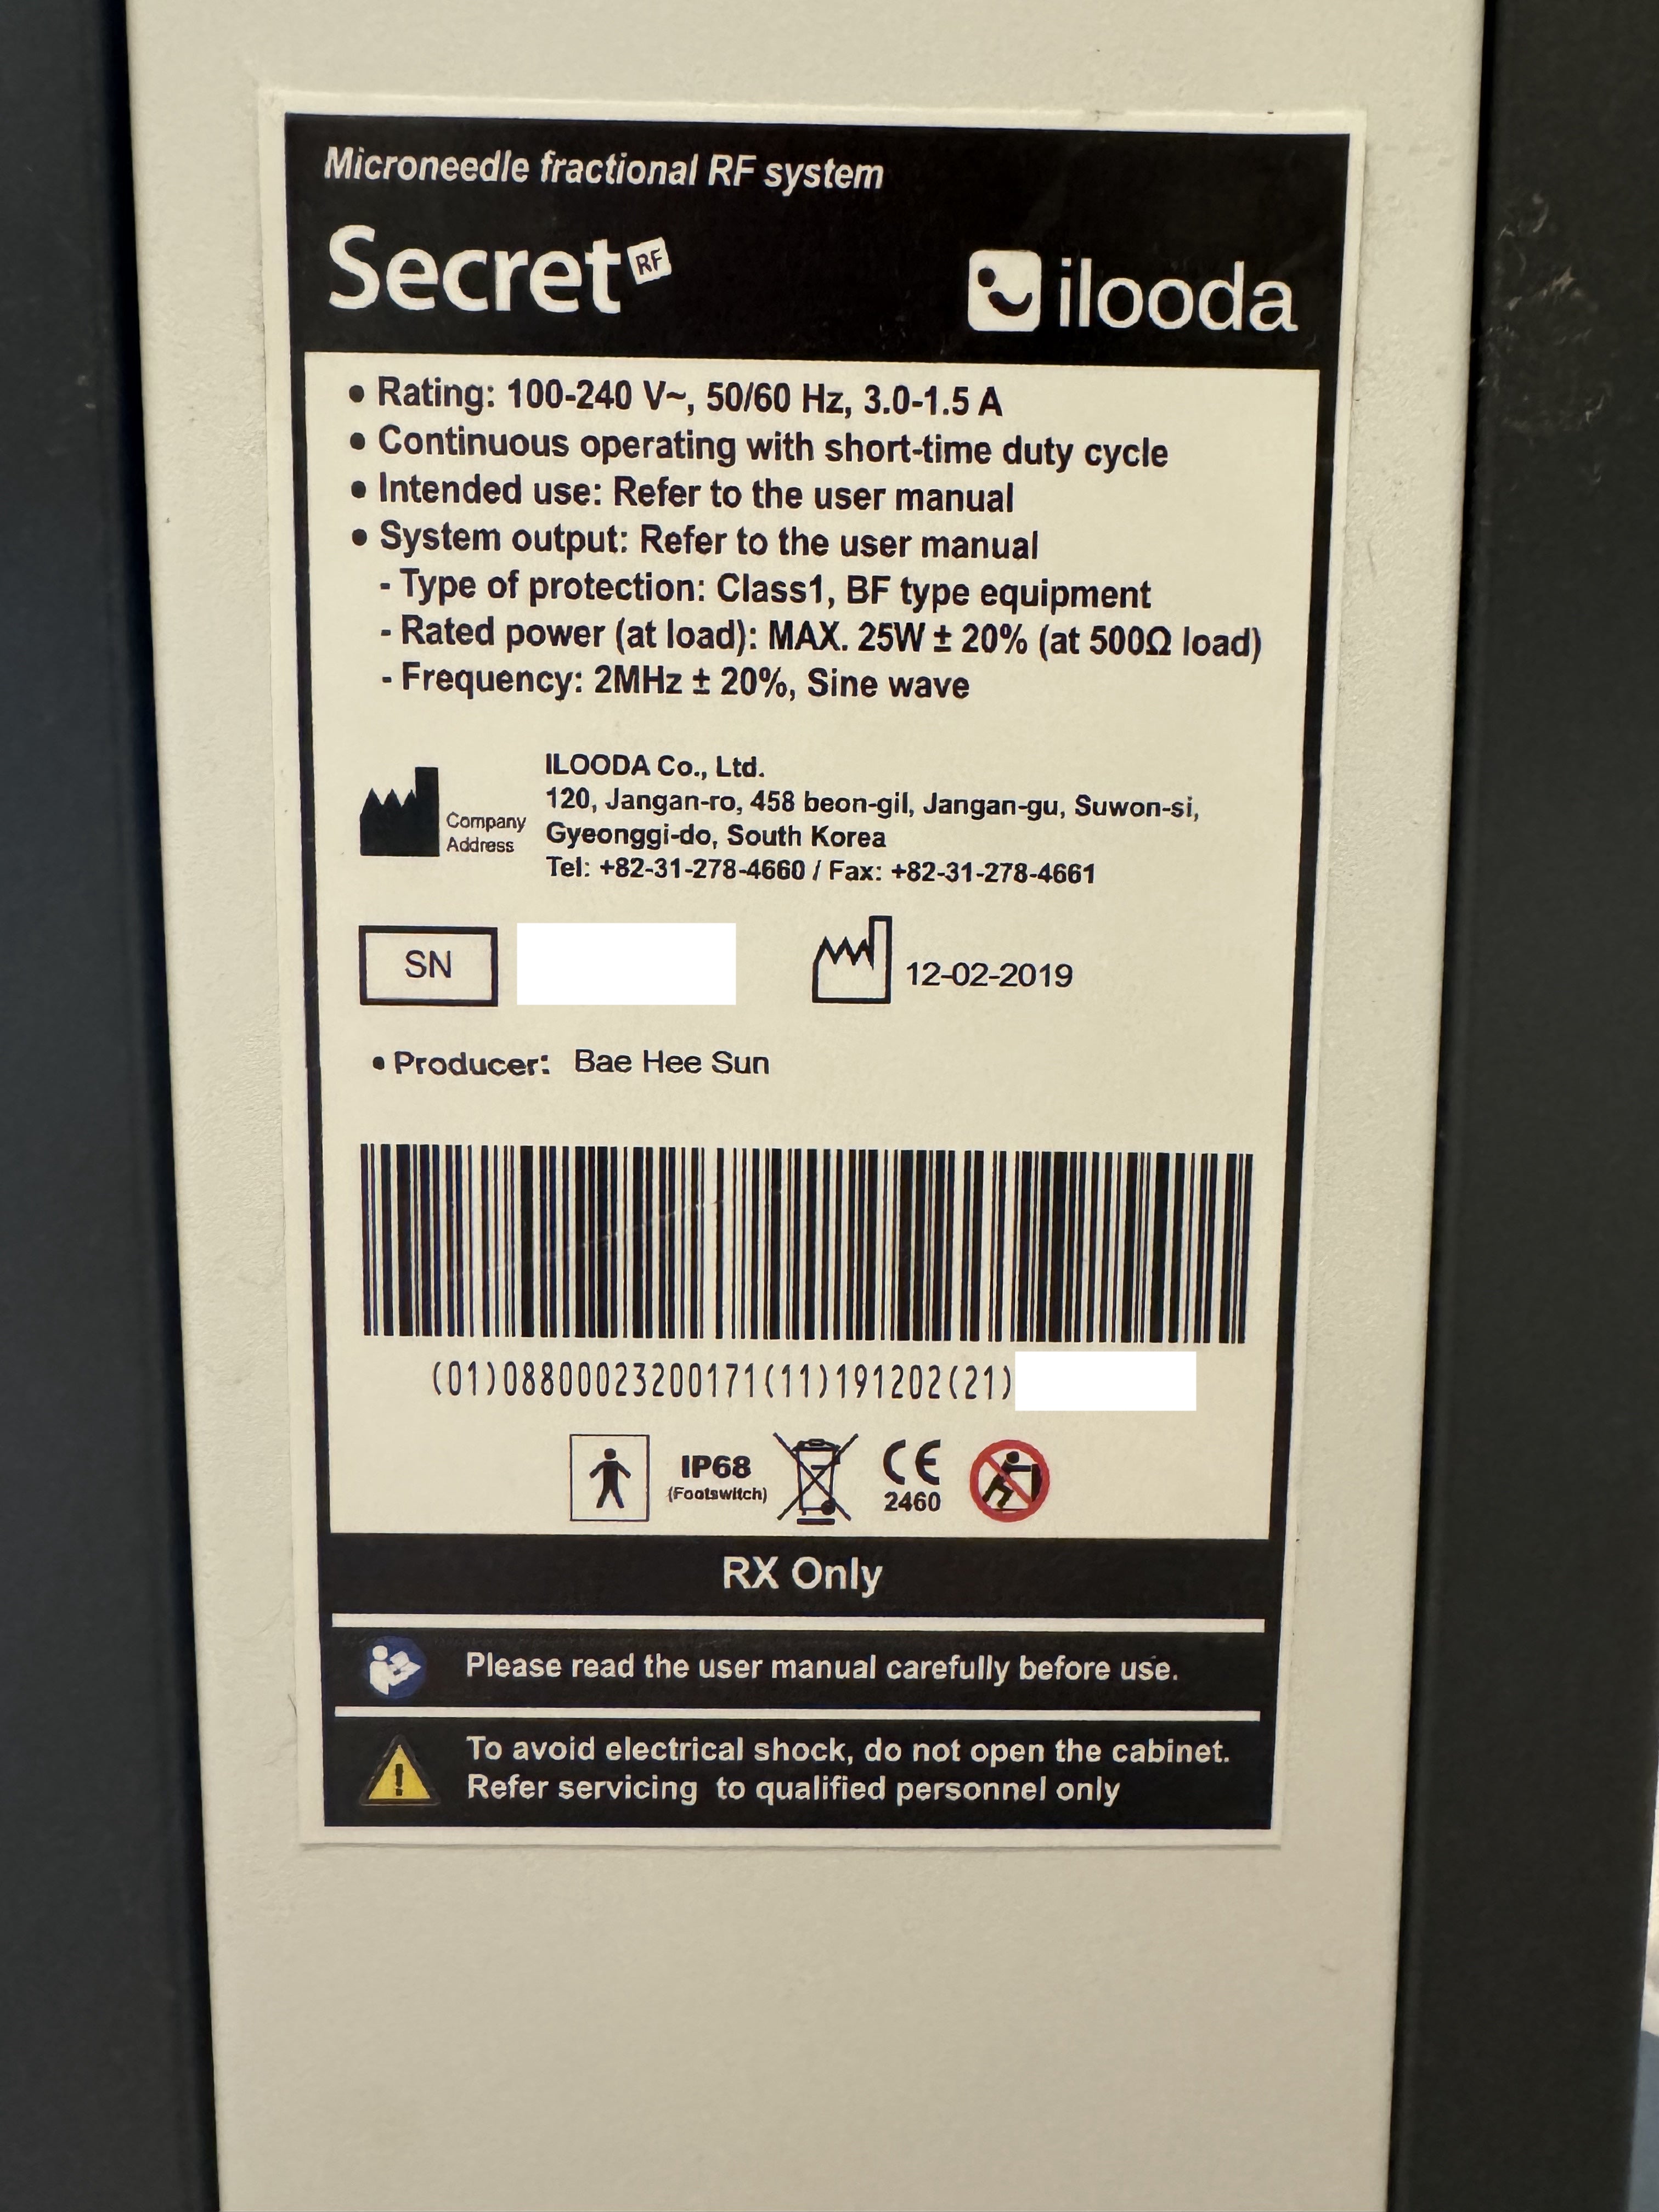 Microneedle fractional RF system
Secret RF
ilooda
• Rating: 100-240 V~, 50/60 Hz, 3.0-1.5 A
• Continuous operating with short-time duty cycle
• Intended use: Refer to the user manual
• System output: Refer to the user manual
- Type of protection: Class1, BF type equipment
- Rated power (at load): MAX. 25W ± 20% (at 500Ω load)
- Frequency: 2MHz ± 20%, Sine wave
Company
Address
ILOODA Co., Ltd.
120, Jangan-ro, 458 beon-gil, Jangan-gu, Suwon-si,
Gyeonggi-do, South Korea
Tel: +82-31-278-4660 / Fax: +82-31-278-4661
SN
12-02-2019
• Producer: Bae Hee Sun
(01)08800023200171(11)191202(21)
IP68
(Footswitch)
CE
2460
RX Only
Please read the user manual carefully before use.
To avoid electrical shock, do not open the cabinet.
Refer servicing to qualified personnel only